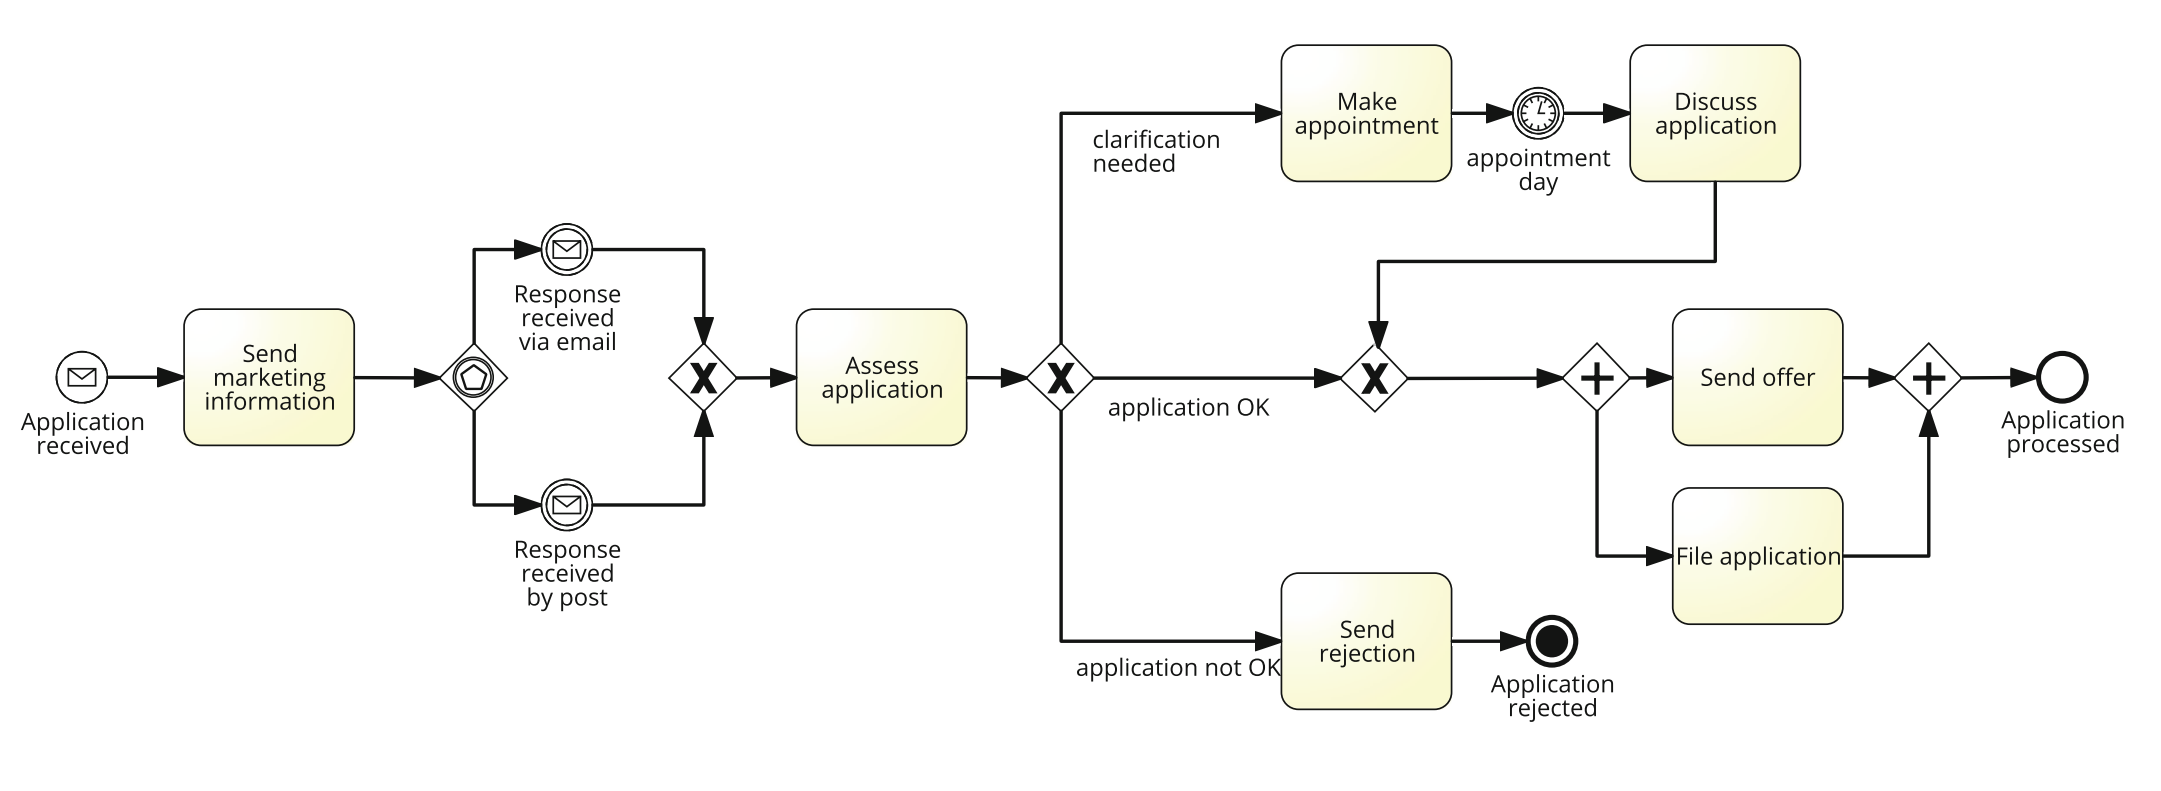 Application
received
Send
marketing
information
Response
received
via email
Response
received
by post
Assess
application
clarification
needed
application OK
application not OK
Make
appointment
appointment
day
Discuss
application
Send
rejection
Application
rejected
Send offer
File application
Application
processed